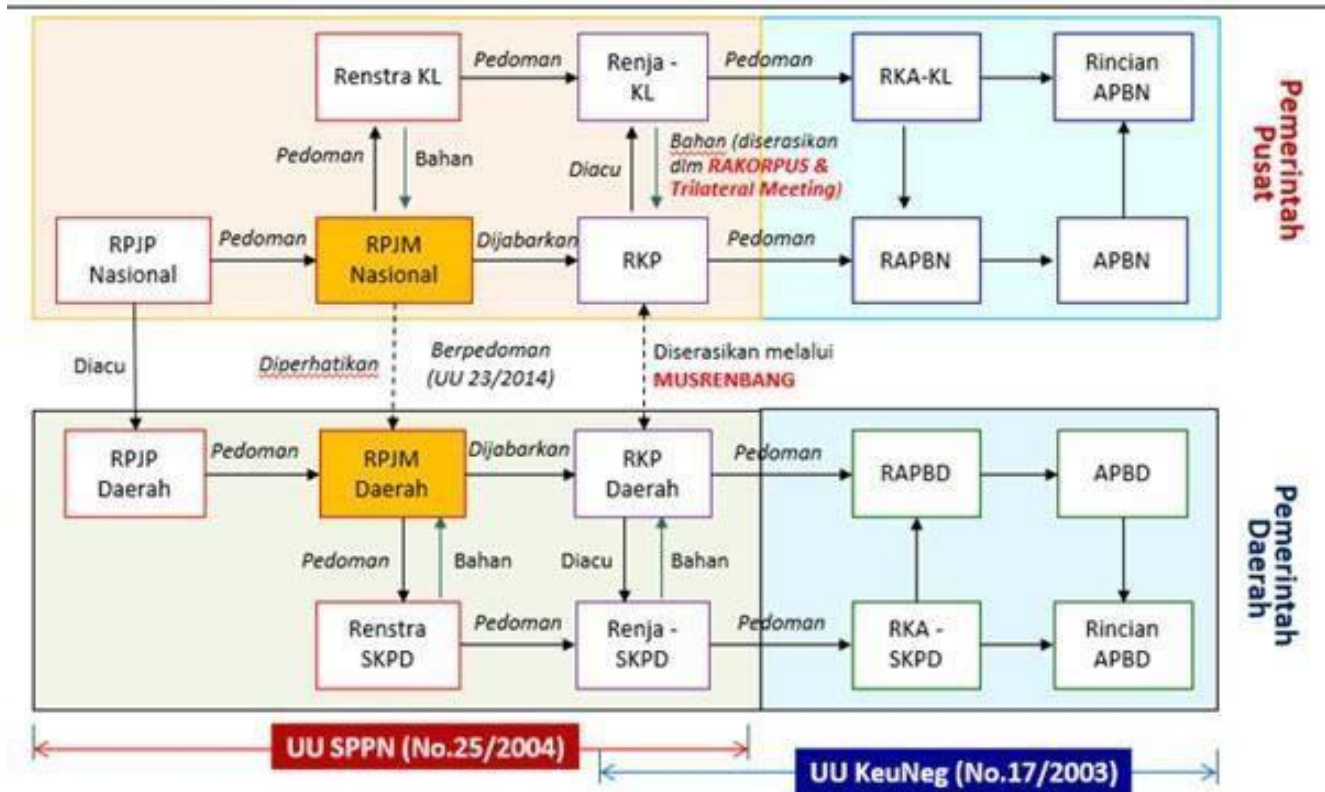 Pedoman
Pedoman
Renstra KL
Renja -
KL
RKA-KL
Rincian
APBN
Pemerintah
Pusat
Pedoman
Bahan
Diacu
Bahan (diserasikan
dlm RAKORPUS &
Trilateral Meeting)
RPJP
Nasional
Pedoman
RPJM
Nasional
Dijabarkan
RKP
Pedoman
RAPBN
APBN
Diacu
Diperhatikan
Berpedoman
(UU 23/2014)
Diserasikan melalui
MUSRENBANG
RPJP
Daerah
Pedoman
RPJM
Daerah
Dijabarkan
RKP
Daerah
Pedoman
RAPBD
APBD
Pemerintah
Daerah
Pedoman
Bahan
Diacu
Bahan
Renstra
SKPD
Pedoman
Renja -
SKPD
Pedoman
RKA -
SKPD
Rincian
APBD
UU SPPN (No.25/2004)
UU KeuNeg (No.17/2003)